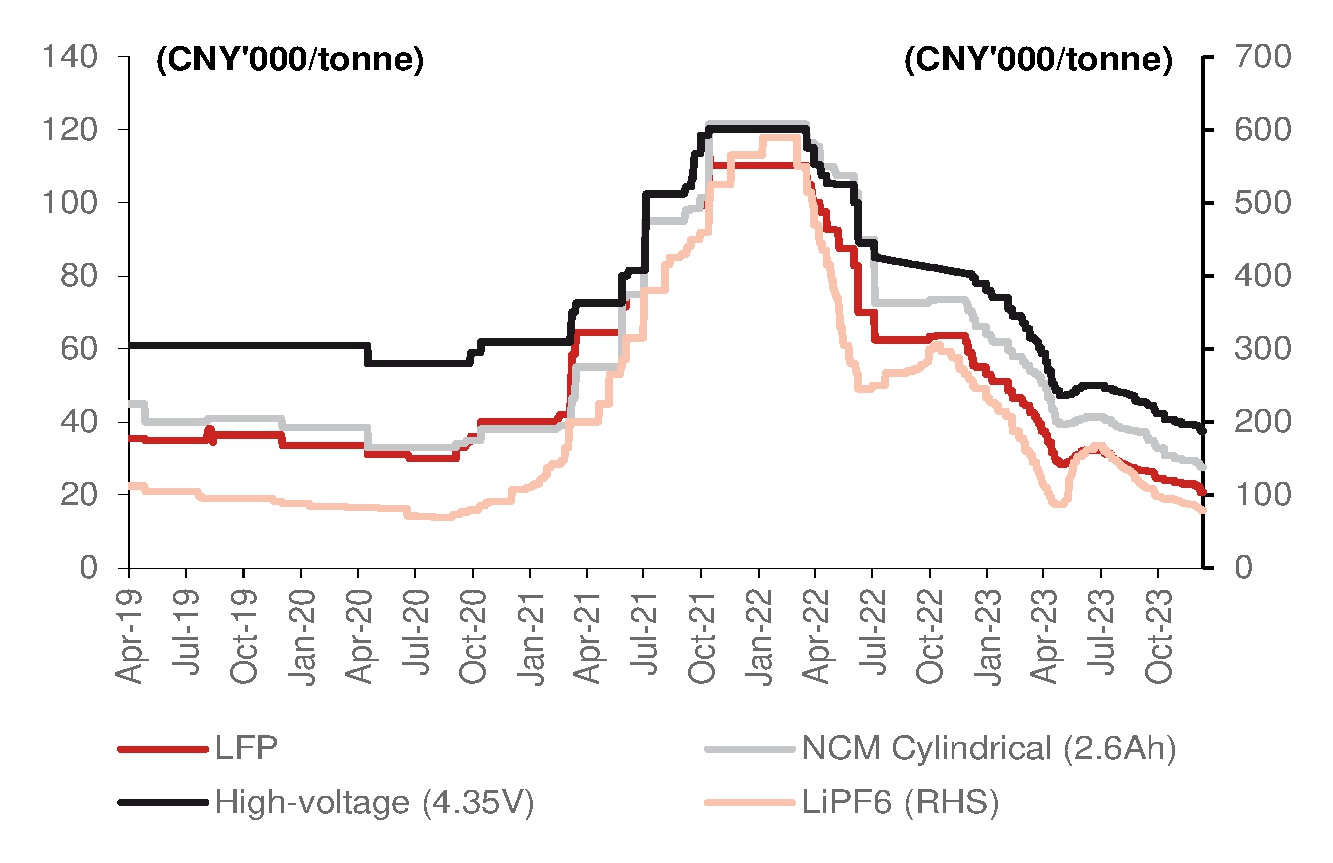 (CNY'000/tonne) (CNY'000/tonne)
140 700
120 600
100 500
80 400
60 300
40 200
20 100
0 0
Apr-19 Jul-19 Oct-19 Jan-20 Apr-20 Jul-20 Oct-20 Jan-21 Apr-21 Jul-21 Oct-21 Jan-22 Apr-22 Jul-22 Oct-22 Jan-23 Apr-23 Jul-23 Oct-23
LFP NCM Cylindrical (2.6Ah)
High-voltage (4.35V) LiPF6 (RHS)